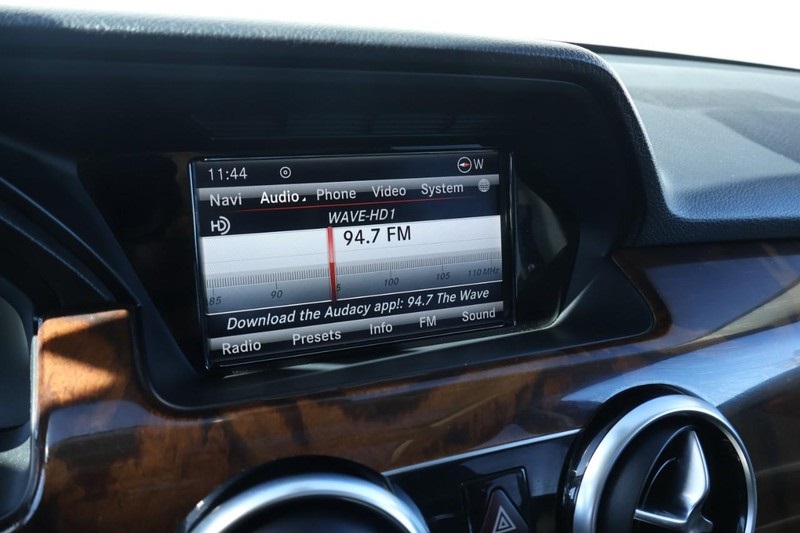 11:44 W
Navi Audio Phone Video System
HD WAVE-HD1
94.7 FM
85 90 5 100 105 110 MHz
Download the Audacy app!: 94.7 The Wave
Radio Presets Info FM Sound